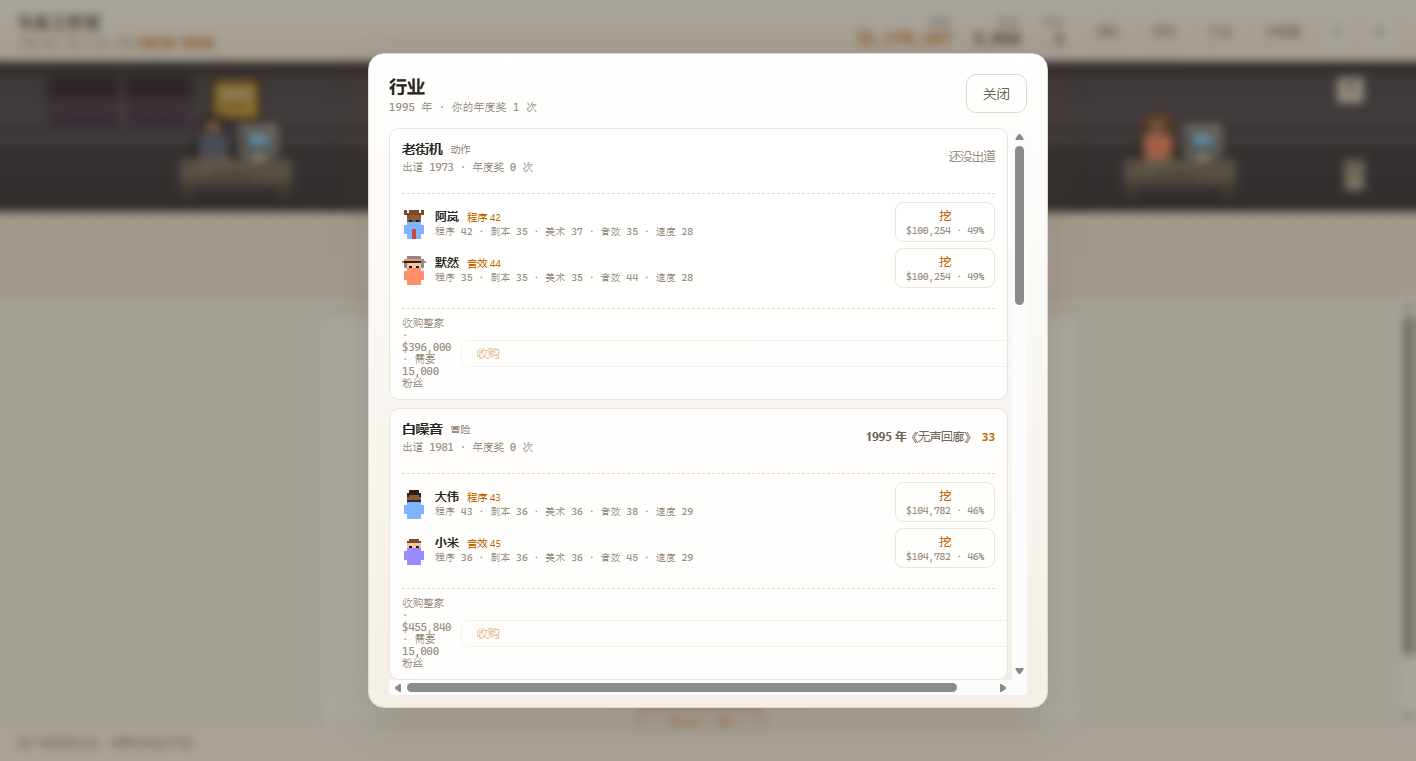 行业
1995 年 · 你的年度奖 1 次
关闭
老街机 动作
出道 1973 · 年度奖 0 次
还没出道
阿岚 程序 42
程序 42 · 剧本 35 · 美术 37 · 音效 35 · 速度 28
挖
$100,254 · 49%
默然 音效 44
程序 35 · 剧本 35 · 美术 35 · 音效 44 · 速度 28
挖
$100,254 · 49%
收购整家
·
$396,000
· 需要
15,000
粉丝
收购
白噪音 冒险
出道 1981 · 年度奖 0 次
1995 年《无声回廊》 33
大伟 程序 43
程序 43 · 剧本 36 · 美术 36 · 音效 38 · 速度 29
挖
$104,782 · 46%
小米 音效 45
程序 36 · 剧本 36 · 美术 36 · 音效 45 · 速度 29
挖
$104,782 · 46%
收购整家
·
$455,840
· 需要
15,000
粉丝
收购